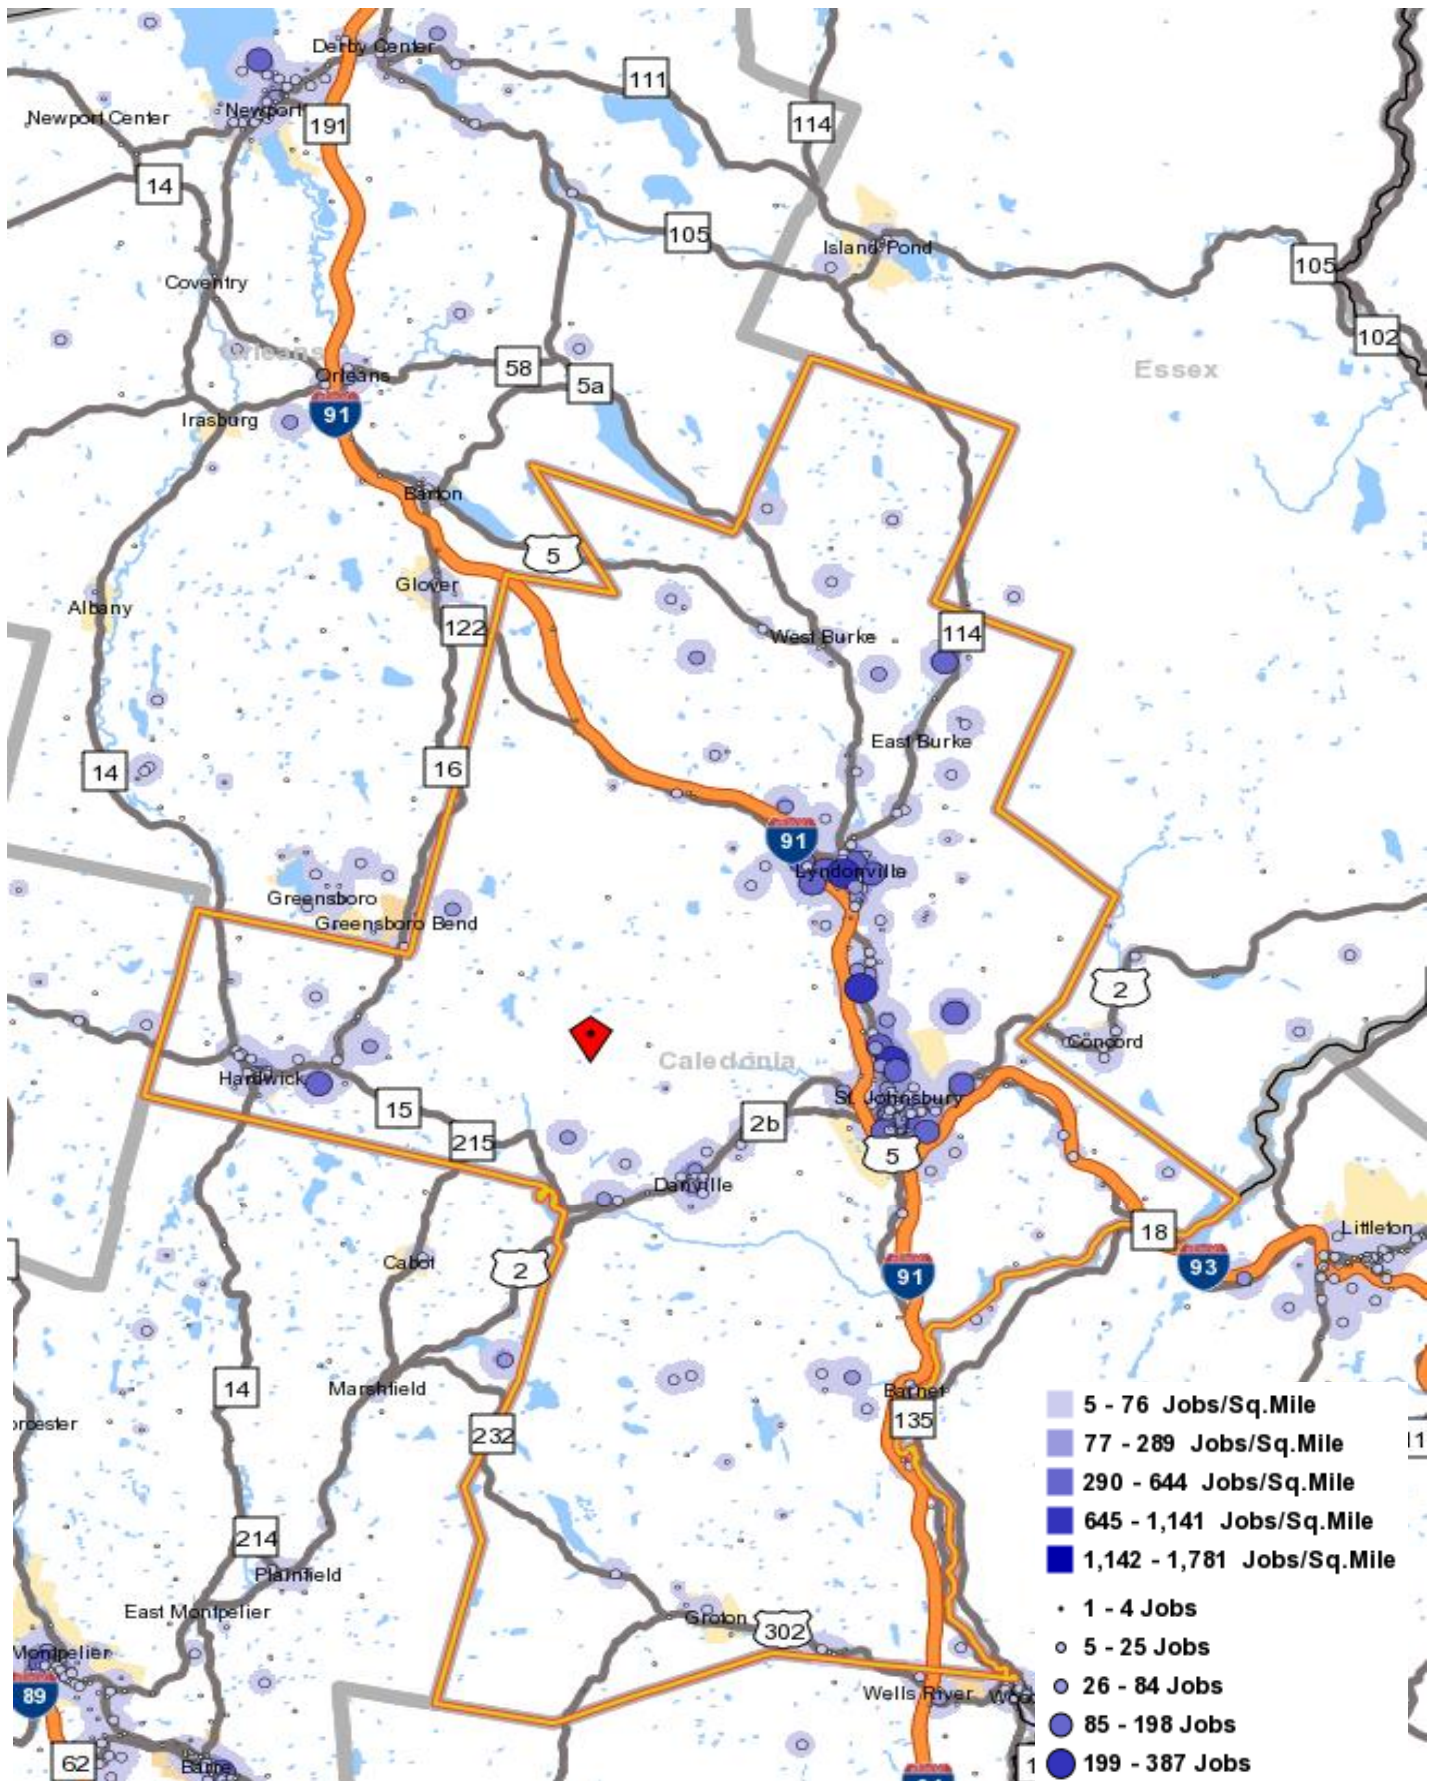 Derby Center
111
Newport Center
Newport
191
114
14
105
Island Pond
105
Coventry
102
Orleans
Orleans
58
Essex
5a
Irasburg
91
Barton
5
Glover
Albany
122
114
West Burke
East Burke
14
16
91
Lyndonville
Greensboro
Greensboro Bend
2
Concord
Caledonia
Hardwick
St. Johnsbury
15
2b
215
5
Danville
18
Littleton
Cabot
2
91
93
14
Marshfield
Barnet
135
orcester
232
11
214
Plainfield
East Montpelier
Groton
302
Montpelier
89
Wells River
Woo
62
Barre
1
91
5 - 76 Jobs/Sq.Mile
77 - 289 Jobs/Sq.Mile
290 - 644 Jobs/Sq.Mile
645 - 1,141 Jobs/Sq.Mile
1,142 - 1,781 Jobs/Sq.Mile
1 - 4 Jobs
5 - 25 Jobs
26 - 84 Jobs
85 - 198 Jobs
199 - 387 Jobs